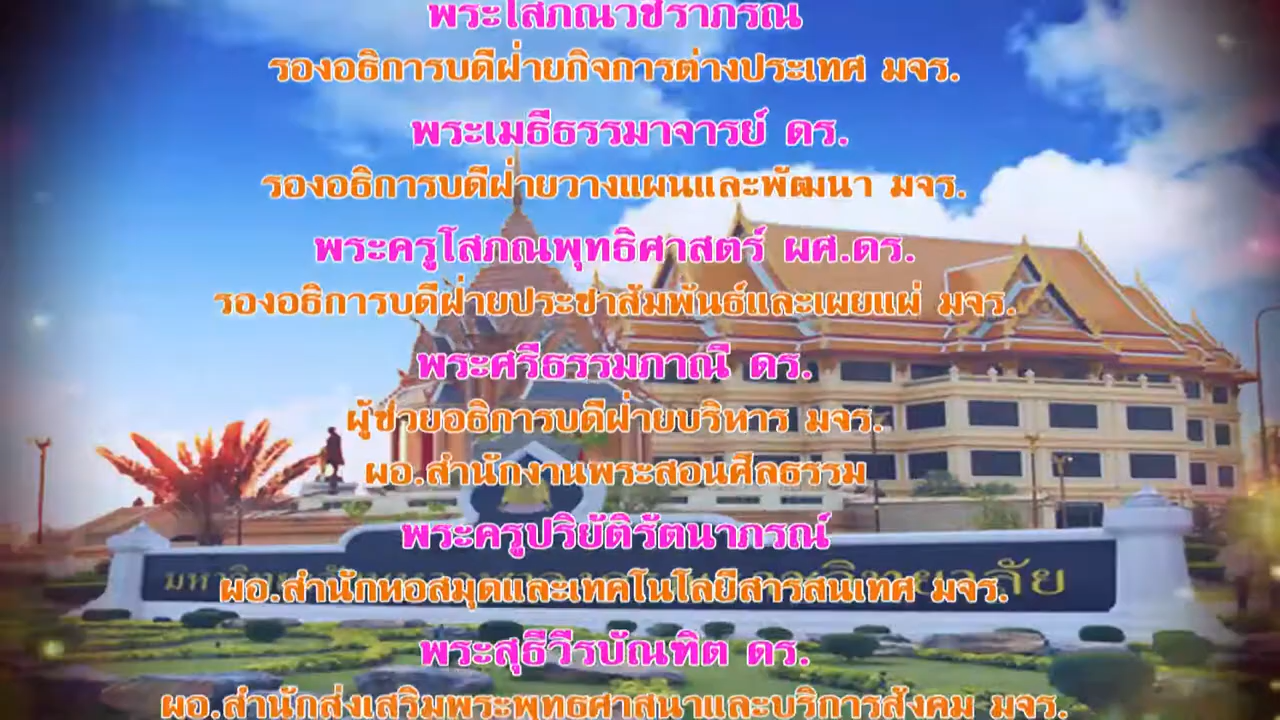 พระโสภณวชิราภรณ์
รองอธิการบดีฝ่ายกิจการต่างประเทศ มจร.
พระเมธีธรรมาจารย์ ดร.
รองอธิการบดีฝ่ายวางแผนและพัฒนา มจร.
พระครูโสภณพุทธิศาสตร์ ผศ.ดร.
รองอธิการบดีฝ่ายประชาสัมพันธ์และเผยแผ่ มจร.
พระศรีธรรมภาณี ดร.
ผู้ช่วยอธิการบดีฝ่ายบริหาร มจร.
ผอ.สำนักงานพระสอนศีลธรรม
พระครูปริยัติรัตนาภรณ์
ผอ.สำนักหอสมุดและเทคโนโลยีสารสนเทศ มจร.
พระสุธีวีรบัณฑิต ดร.
ผอ.สำนักส่งเสริมพระพุทธศาสนาและบริการสังคม มจร.